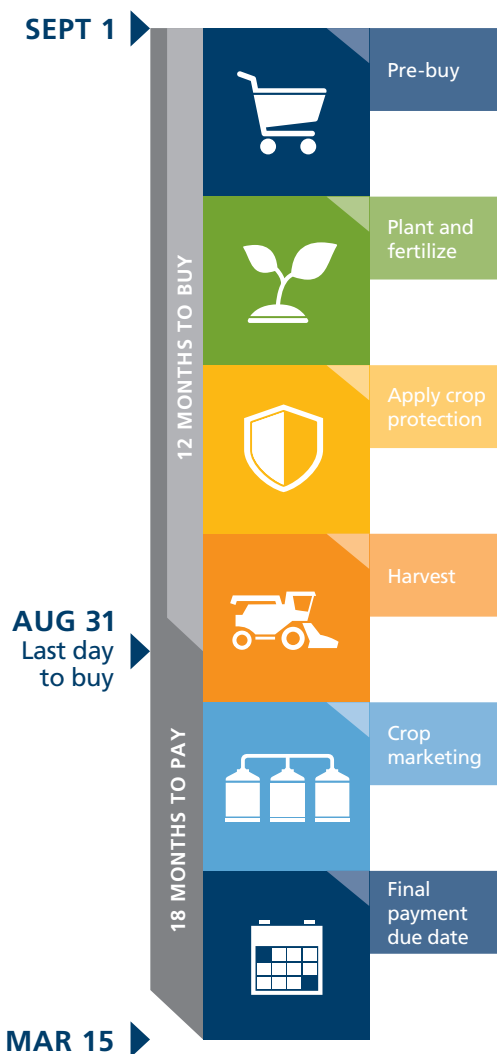 SEPT 1
Pre-buy
Plant and
fertilize
12 MONTHS TO BUY
Apply crop
protection
Harvest
AUG 31
Last day
to buy
Crop
marketing
18 MONTHS TO PAY
Final
payment
due date
MAR 15